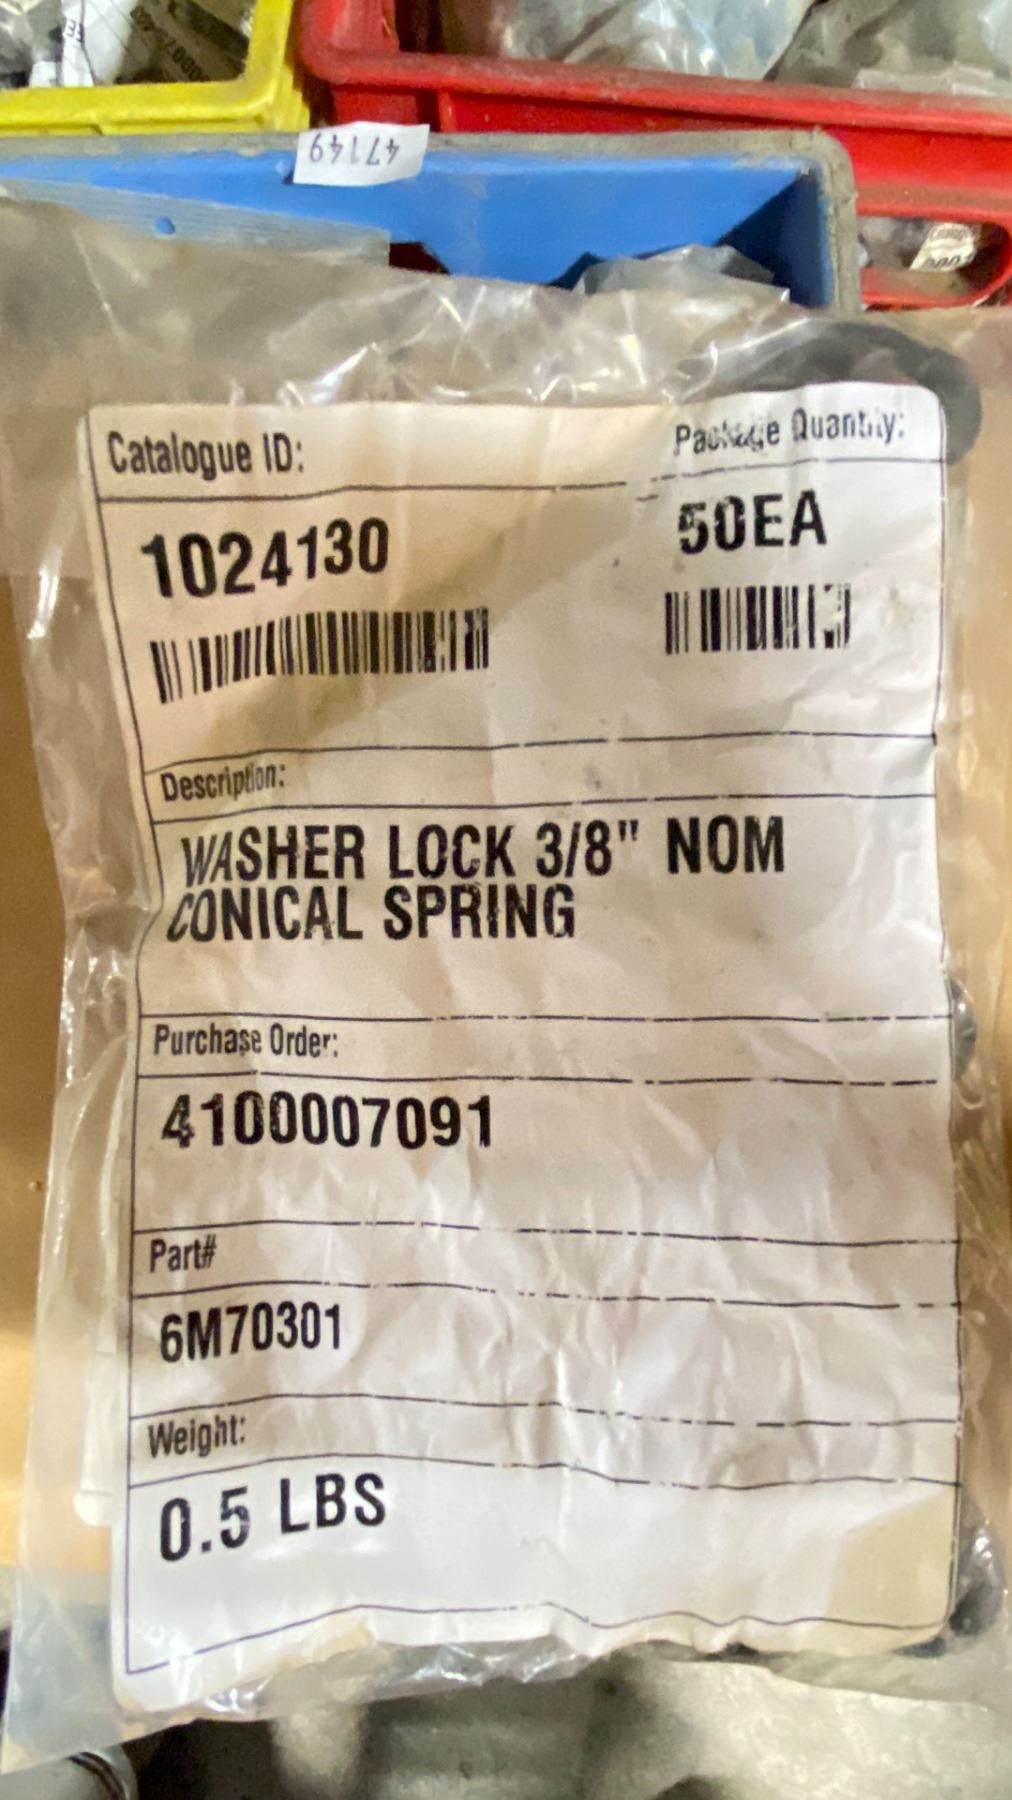 47149
Catalogue ID:
Package Quantity:
1024130
50EA
Description:
WASHER LOCK 3/8" NOM
CONICAL SPRING
Purchase Order:
4100007091
Part#
6M70301
Weight:
0.5 LBS